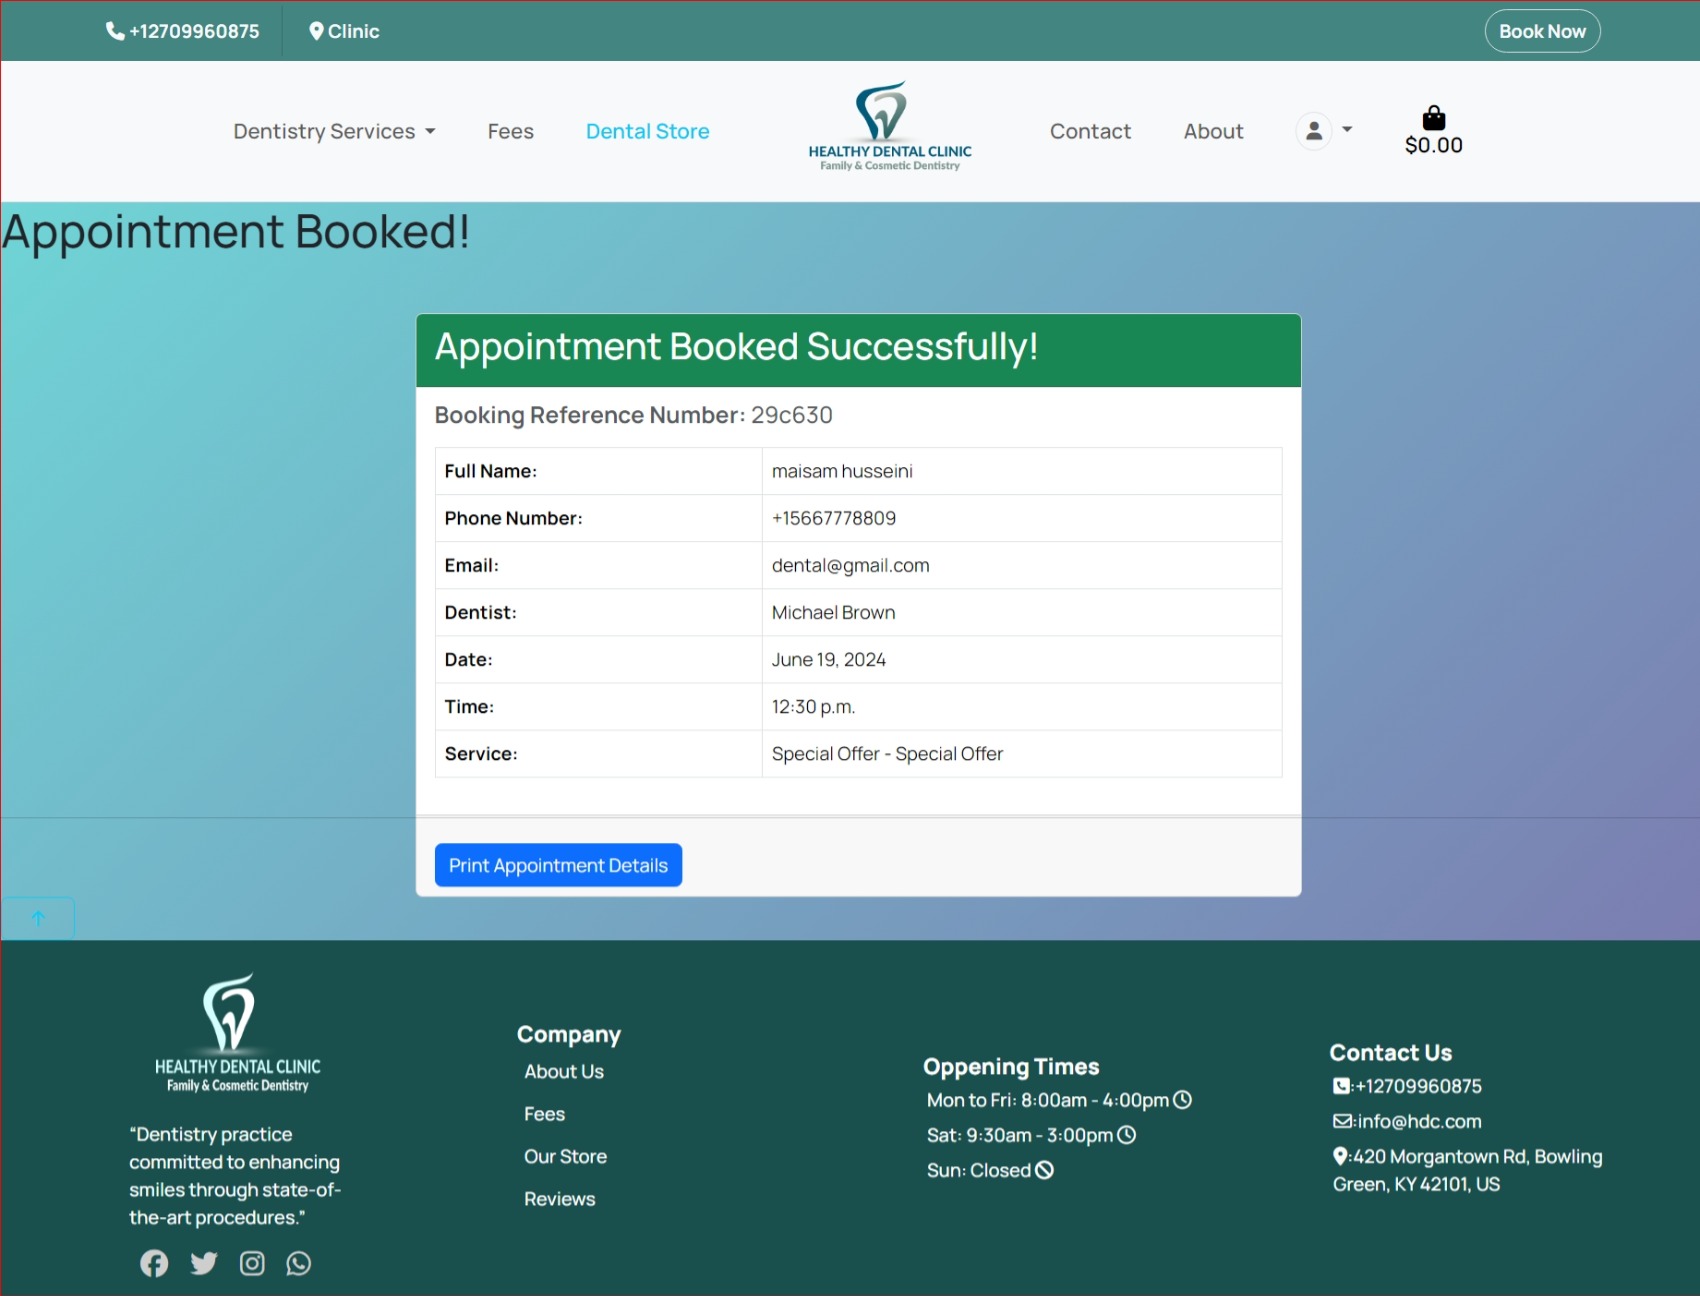 +12709960875
Clinic
Book Now
Dentistry Services
Fees
Dental Store
HEALTHY DENTAL CLINIC
Family & Cosmetic Dentistry
Contact
About
$0.00
Appointment Booked!
Appointment Booked Successfully!
Booking Reference Number: 29c630
Full Name: maisam husseini
Phone Number: +15667778809
Email: dental@gmail.com
Dentist: Michael Brown
Date: June 19, 2024
Time: 12:30 p.m.
Service: Special Offer - Special Offer
Print Appointment Details
HEALTHY DENTAL CLINIC
Family & Cosmetic Dentistry
“Dentistry practice
committed to enhancing
smiles through state-of-
the-art procedures.”
Company
About Us
Fees
Our Store
Reviews
Oppening Times
Mon to Fri: 8:00am - 4:00pm
Sat: 9:30am - 3:00pm
Sun: Closed
Contact Us
:+12709960875
:info@hdc.com
:420 Morgantown Rd, Bowling
Green, KY 42101, US